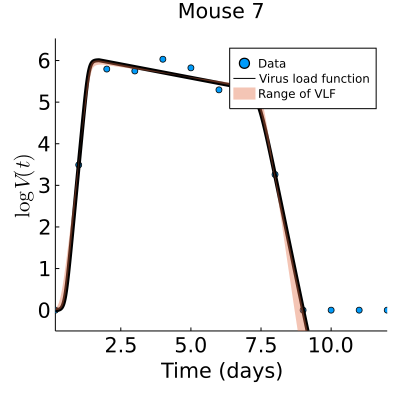 Mouse 7
Data
Virus load function
Range of VLF
log V(t)
6
5
4
3
2
1
0
2.5 5.0 7.5 10.0
Time (days)